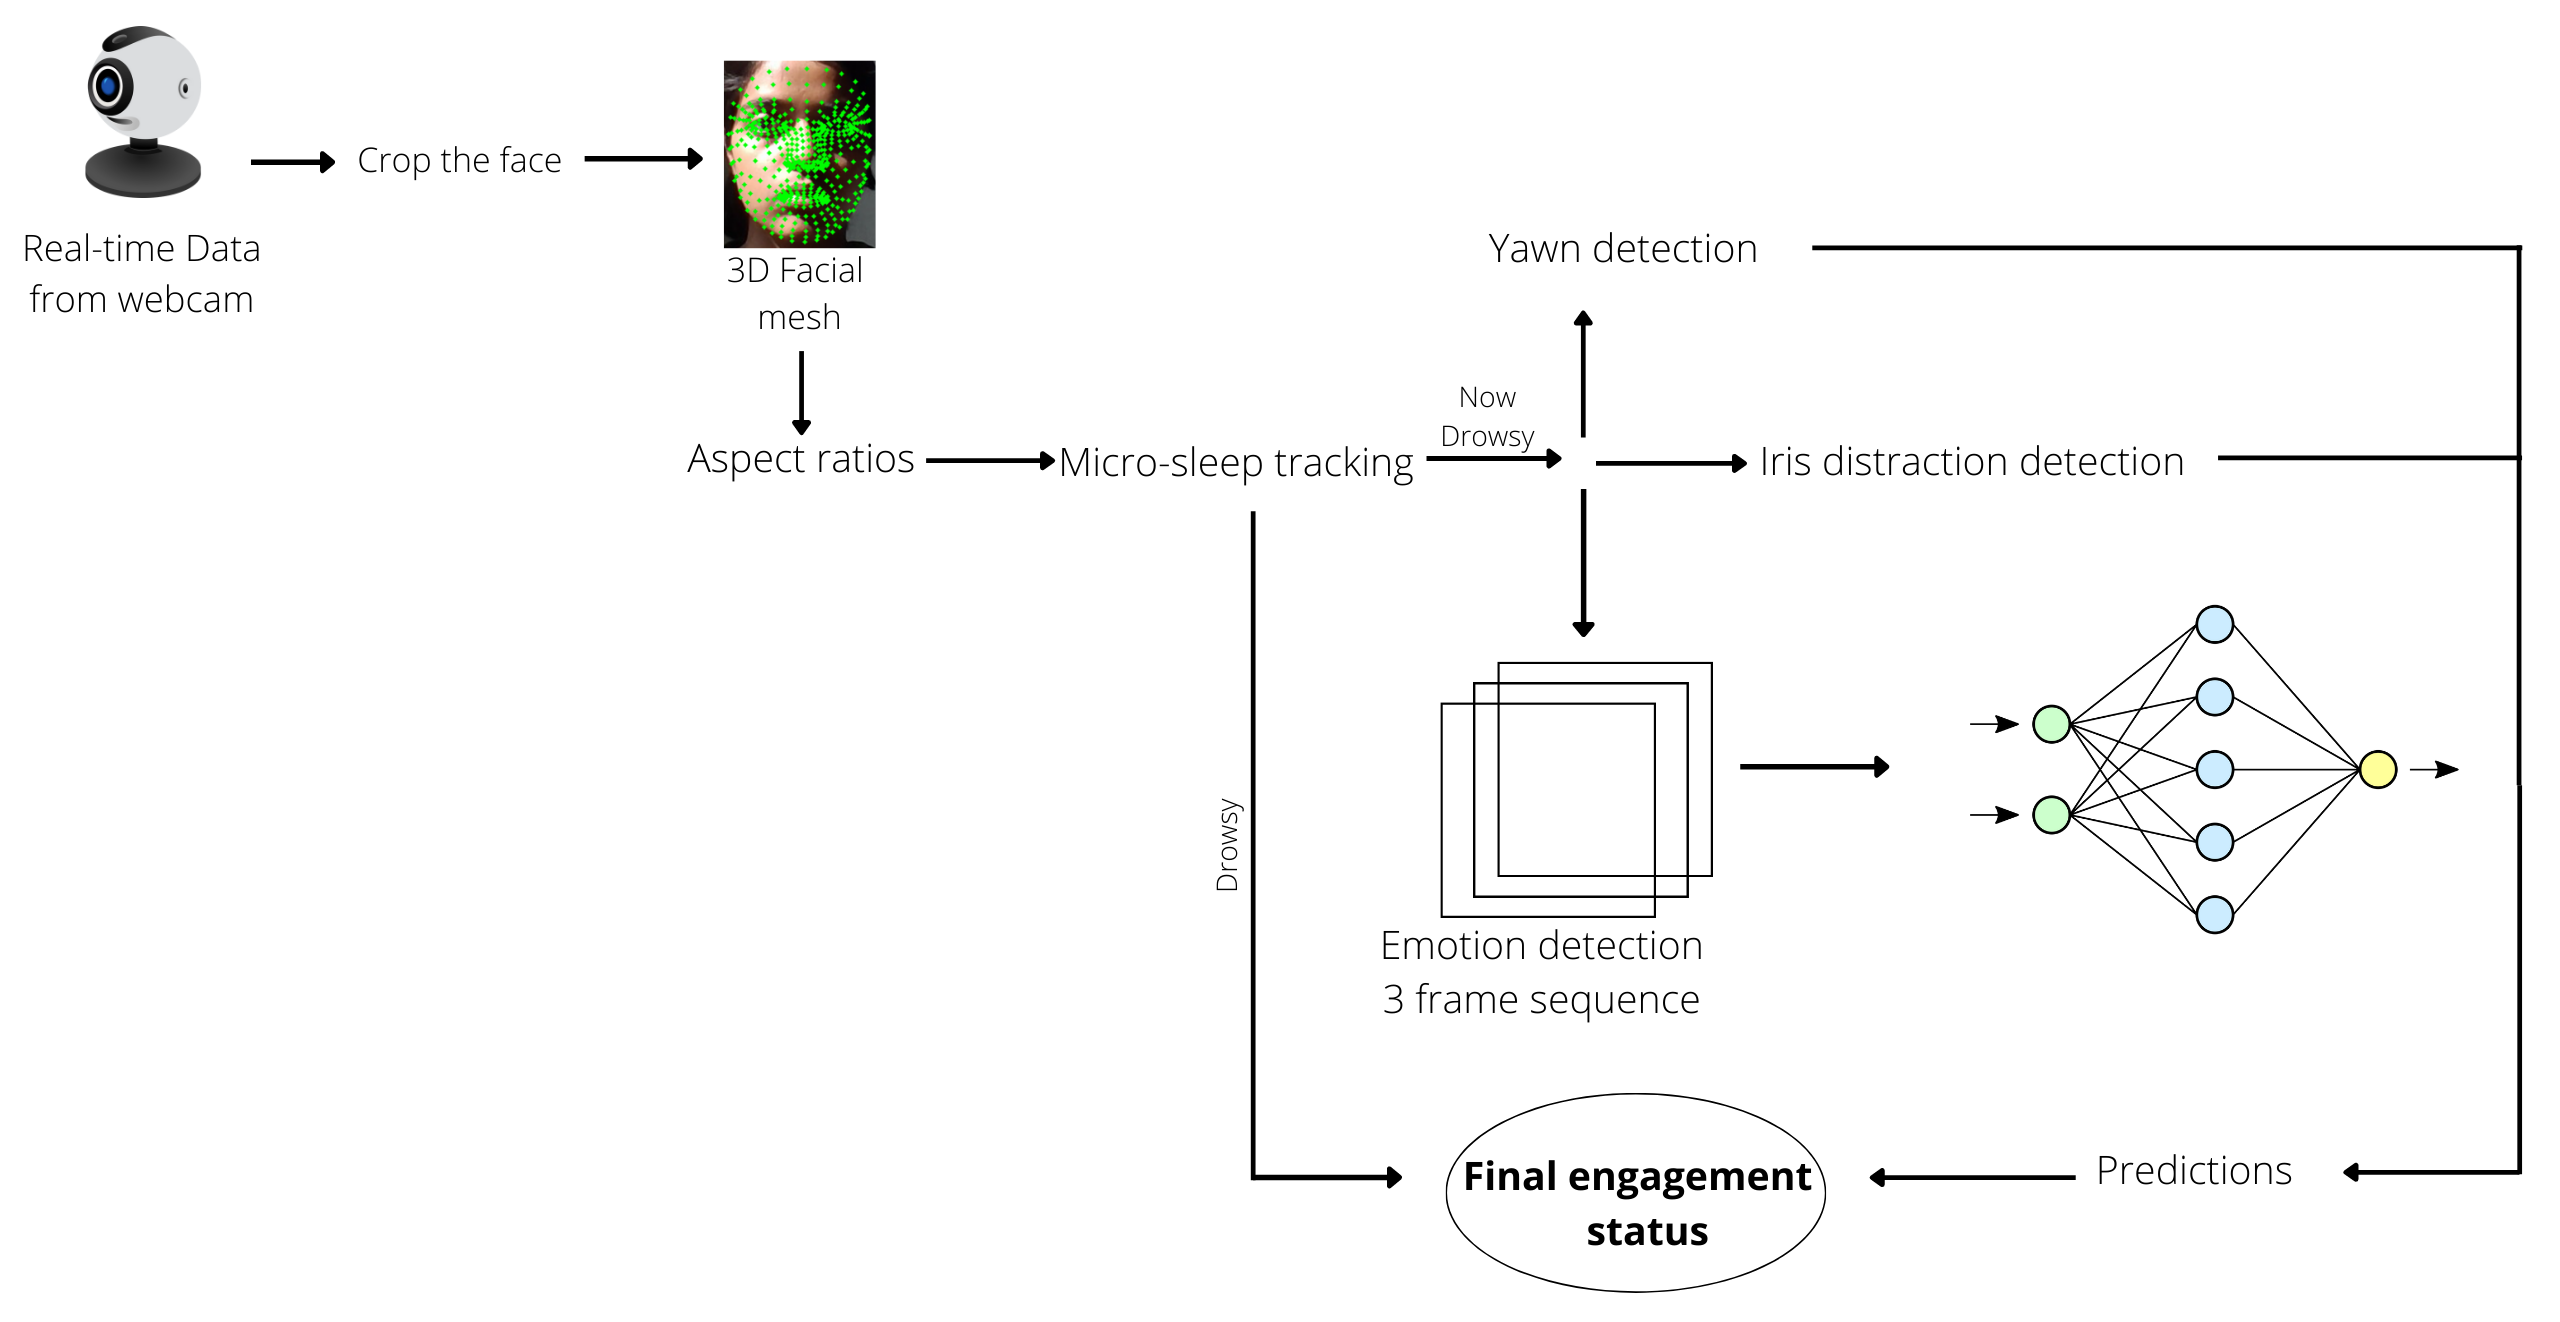 Crop the face
Real-time Data
from webcam
3D Facial
mesh
Yawn detection
Now
Drowsy
Aspect ratios
Micro-sleep tracking
Iris distraction detection
Drowsy
Emotion detection
3 frame sequence
Final engagement
status
Predictions